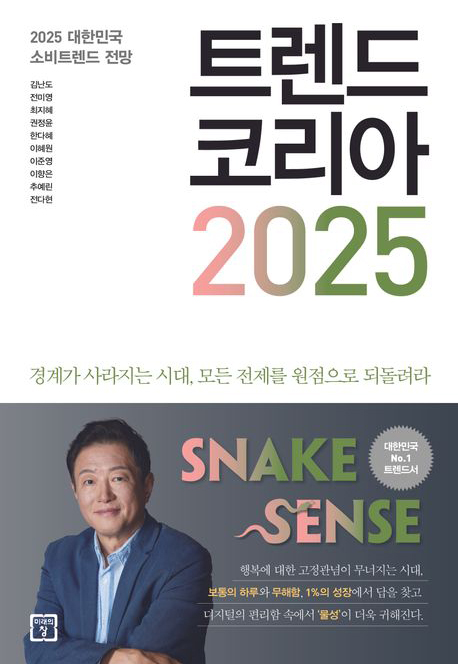 2025 대한민국
소비트렌드 전망
김난도
전미영
최지혜
권정윤
한다혜
이혜원
이준영
이향은
추예린
전다현
트렌드
코리아
2025
경계가 사라지는 시대, 모든 전제를 원점으로 되돌려라
SNAKE
SENSE
대한민국
No.1
트렌드서
행복에 대한 고정관념이 무너지는 시대,
보통의 하루와 무해함, 1%의 성장에서 답을 찾고
디지털의 편리함 속에서 '물성'이 더욱 귀해진다.
미래의
창